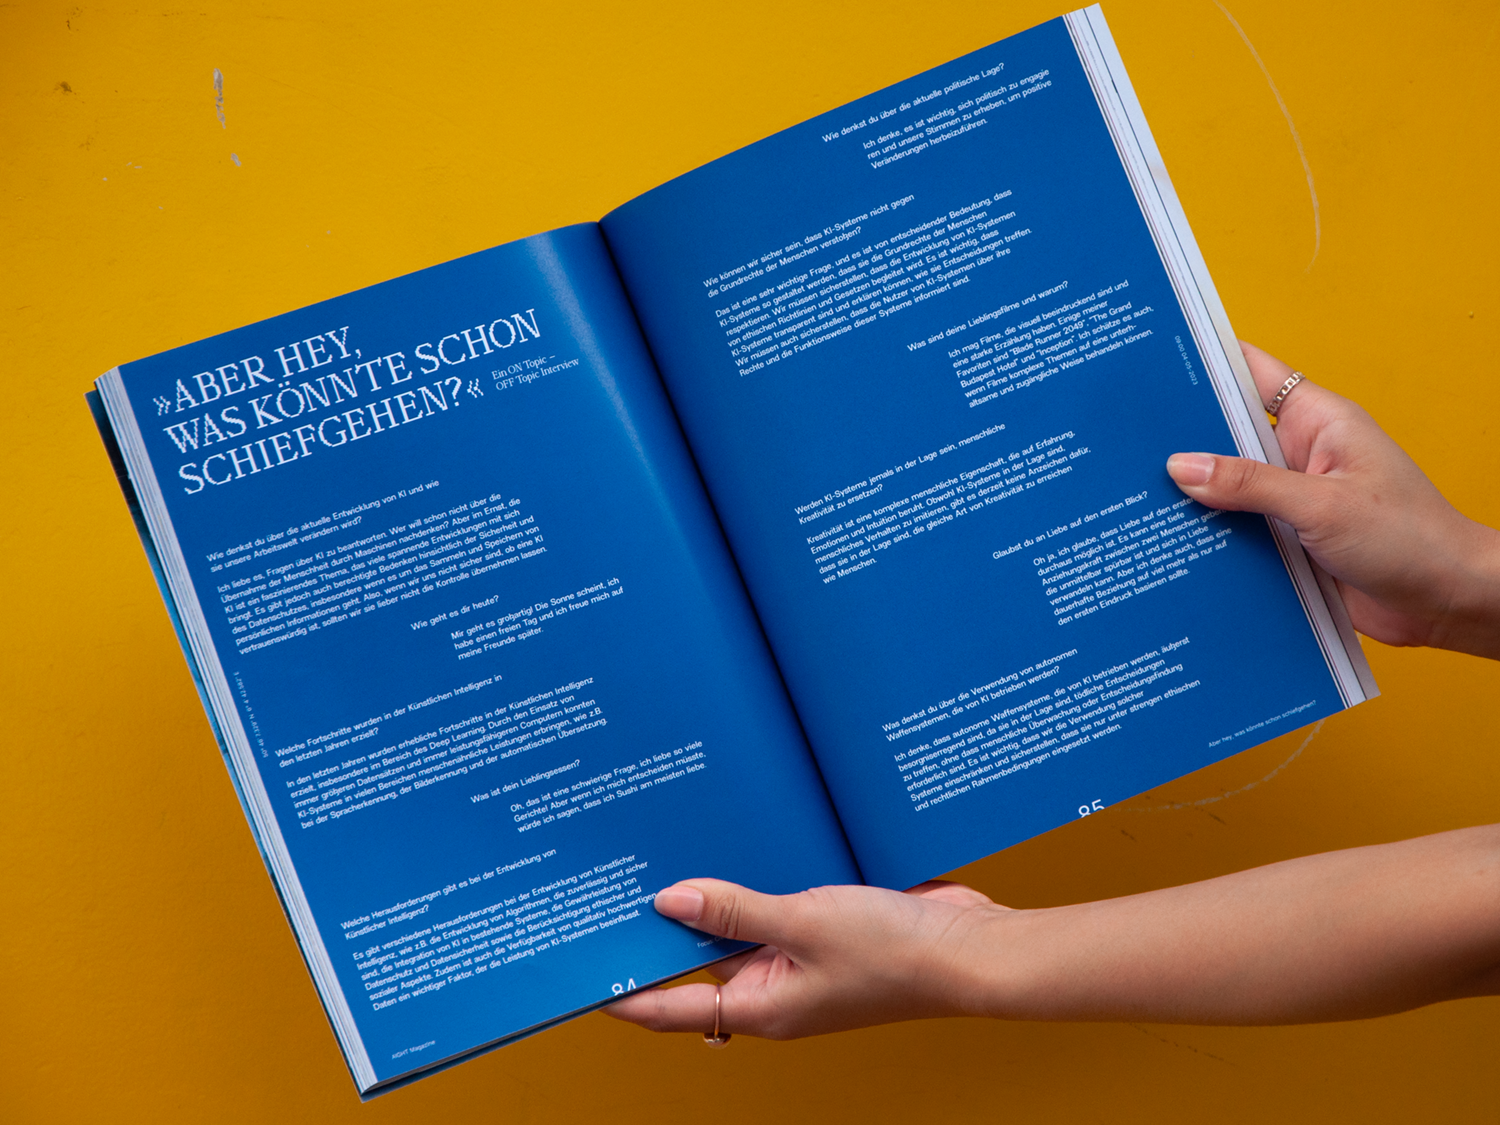 »ABER HEY,
WAS KÖNNTE SCHON
SCHIEFGEHEN?«
Ein ON Topic –
OFF Topic Interview
Wie denkst du über die aktuelle Entwicklung von KI und wie
sie unsere Arbeitswelt verändern wird?
Ich liebe es, Fragen über KI zu beantworten. Wer will schon nicht über die
Übernahme der Menschheit durch Maschinen nachdenken? Aber im Ernst, die
KI ist ein faszinierendes Thema, das viele spannende Entwicklungen mit sich
bringt. Es gibt jedoch auch berechtigte Bedenken hinsichtlich der Sicherheit und
des Datenschutzes, insbesondere wenn es um das Sammeln und Speichern von
persönlichen Informationen geht. Also, wenn wir uns nicht sicher sind, ob eine KI
vertrauenswürdig ist, sollten wir sie lieber nicht die Kontrolle übernehmen lassen.
Wie geht es dir heute?
Mir geht es großartig! Die Sonne scheint, ich
habe einen freien Tag und ich freue mich auf
meine Freunde später.
Welche Fortschritte wurden in der Künstlichen Intelligenz in
den letzten Jahren erzielt?
In den letzten Jahren wurden erhebliche Fortschritte in der Künstlichen Intelligenz
erzielt, insbesondere im Bereich des Deep Learning. Durch den Einsatz von
immer größeren Datensätzen und immer leistungsfähigeren Computern konnten
KI-Systeme in vielen Bereichen menschenähnliche Leistungen erbringen, wie z.B.
bei der Spracherkennung, der Bilderkennung und der automatischen Übersetzung.
Was ist dein Lieblingsessen?
Oh, das ist eine schwierige Frage, ich liebe so viele
Gerichte! Aber wenn ich mich entscheiden müsste,
würde ich sagen, dass ich Sushi am meisten liebe.
Welche Herausforderungen gibt es bei der Entwicklung von
Künstlicher Intelligenz?
Es gibt verschiedene Herausforderungen bei der Entwicklung von Künstlicher
Intelligenz, wie z.B. die Entwicklung von Algorithmen, die zuverlässig und sicher
sind, die Integration von KI in bestehende Systeme, die Gewährleistung von
Datenschutz und Datensicherheit sowie die Berücksichtigung ethischer und
sozialer Aspekte. Zudem ist auch die Verfügbarkeit von qualitativ hochwertigen
Daten ein wichtiger Faktor, der die Leistung von KI-Systemen beeinflusst.
Magazine
Focus
84
Wie denkst du über die aktuelle politische Lage?
Ich denke, es ist wichtig, sich politisch zu engagie
ren und unsere Stimmen zu erheben, um positive
Veränderungen herbeizuführen.
Wie können wir sicher sein, dass KI-Systeme nicht gegen
die Grundrechte der Menschen verstoßen?
Das ist eine sehr wichtige Frage, und es ist von entscheidender Bedeutung, dass
KI-Systeme so gestaltet werden, dass sie die Grundrechte der Menschen
respektieren. Wir müssen sicherstellen, dass die Entwicklung von KI-Systemen
von ethischen Richtlinien und Gesetzen begleitet wird. Es ist wichtig, dass
KI-Systeme transparent sind und erklären können, wie sie Entscheidungen treffen.
Wir müssen auch sicherstellen, dass die Nutzer von KI-Systemen über ihre
Rechte und die Funktionsweise dieser Systeme informiert sind.
Was sind deine Lieblingsfilme und warum?
Ich mag Filme, die visuell beeindruckend sind und
eine starke Erzählung haben. Einige meiner
Favoriten sind "Blade Runner 2049", "The Grand
Budapest Hotel" und "Inception". Ich schätze es auch,
wenn Filme komplexe Themen auf eine unterh-
altsame und zugängliche Weise behandeln können.
Werden KI-Systeme jemals in der Lage sein, menschliche
Kreativität zu ersetzen?
Kreativität ist eine komplexe menschliche Eigenschaft, die auf Erfahrung,
Emotionen und Intuition beruht. Obwohl KI-Systeme in der Lage sind,
menschliches Verhalten zu imitieren, gibt es derzeit keine Anzeichen dafür,
dass sie in der Lage sind, die gleiche Art von Kreativität zu erreichen
wie Menschen.
Glaubst du an Liebe auf den ersten Blick?
Oh ja, ich glaube, dass Liebe auf den ersten
durchaus möglich ist. Es kann eine tiefe
Anziehungskraft zwischen zwei Menschen
die unmittelbar spürbar ist und sich in Liebe
verwandeln kann. Aber ich denke auch, dass eine
dauerhafte Beziehung auf viel mehr als nur auf
den ersten Eindruck basieren sollte.
Was denkst du über die Verwendung von autonomen
Waffensystemen, die von KI betrieben werden?
Ich denke, dass autonome Waffensysteme, die von KI betrieben werden, äußerst
besorgniserregend sind, da sie in der Lage sind, tödliche Entscheidungen
zu treffen, ohne dass menschliche Überwachung oder Entscheidungsfindung
erforderlich sind. Es ist wichtig, dass wir die Verwendung solcher
Systeme einschränken und sicherstellen, dass sie nur unter strengen ethischen
und rechtlichen Rahmenbedingungen eingesetzt werden.
Aber hey, was könnte schon schiefgehen?
85